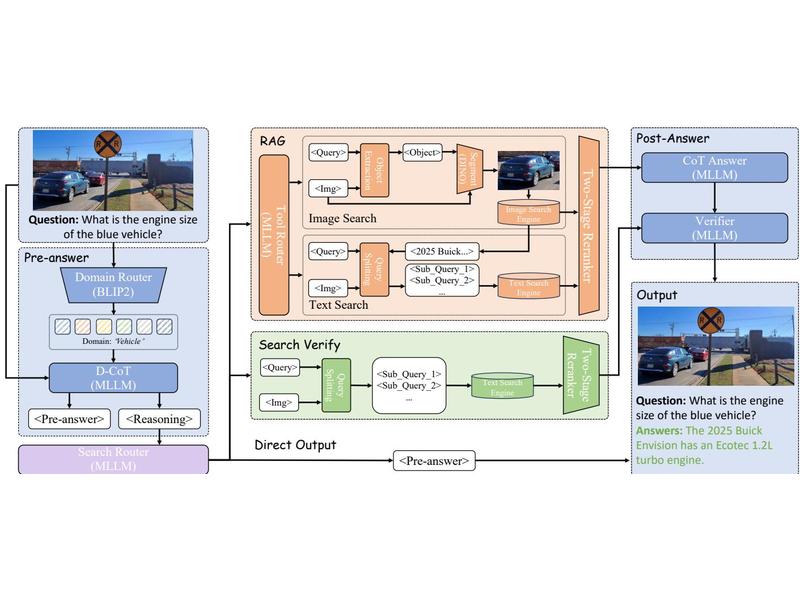 Question: What is the engine size
of the blue vehicle?
Pre-answer
Domain Router
(BLIP2)
Domain: 'Vehicle'
D-CoT
(MLLM)
<Pre-answer>
<Reasoning>
Search Router
(MLLM)
RAG
Tool Router
(MLLM)
<Query>
<Img>
Object
Extraction
<Object>
Segment
(DINO)
Image Search
Engine
Image Search
<Query>
<Img>
Query
Splitting
<2025 Buick...>
<Sub_Query_1>
<Sub_Query_2>
...
Text Search
Engine
Text Search
Two-Stage Reranker
Search Verify
<Query>
<Img>
Query
Splitting
<Sub_Query_1>
<Sub_Query_2>
...
Text Search
Engine
Two-Stage
Reranker
Direct Output
<Pre-answer>
Post-Answer
CoT Answer
(MLLM)
Verifier
(MLLM)
Output
Question: What is the engine
size of the blue vehicle?
Answers: The 2025 Buick
Envision has an Ecotec 1.2L
turbo engine.